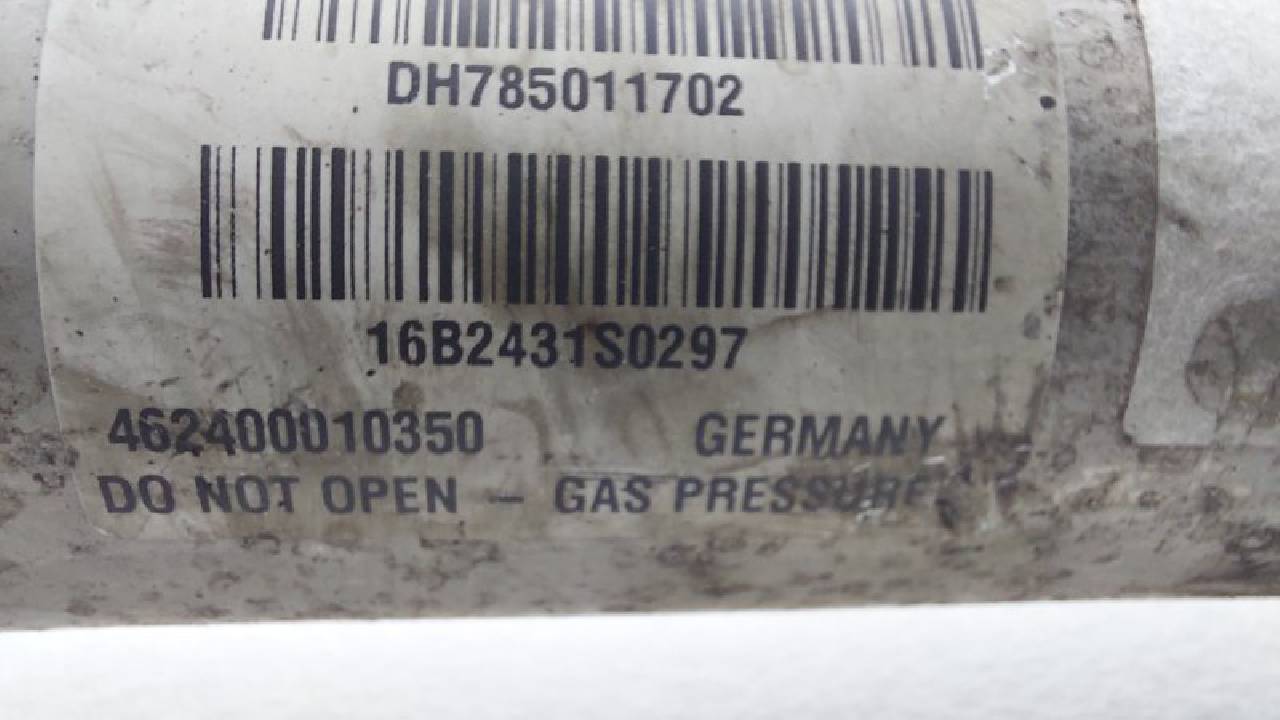 DH785011702
16B2431S0297
462400010350 GERMANY
DO NOT OPEN – GAS PRESSURE